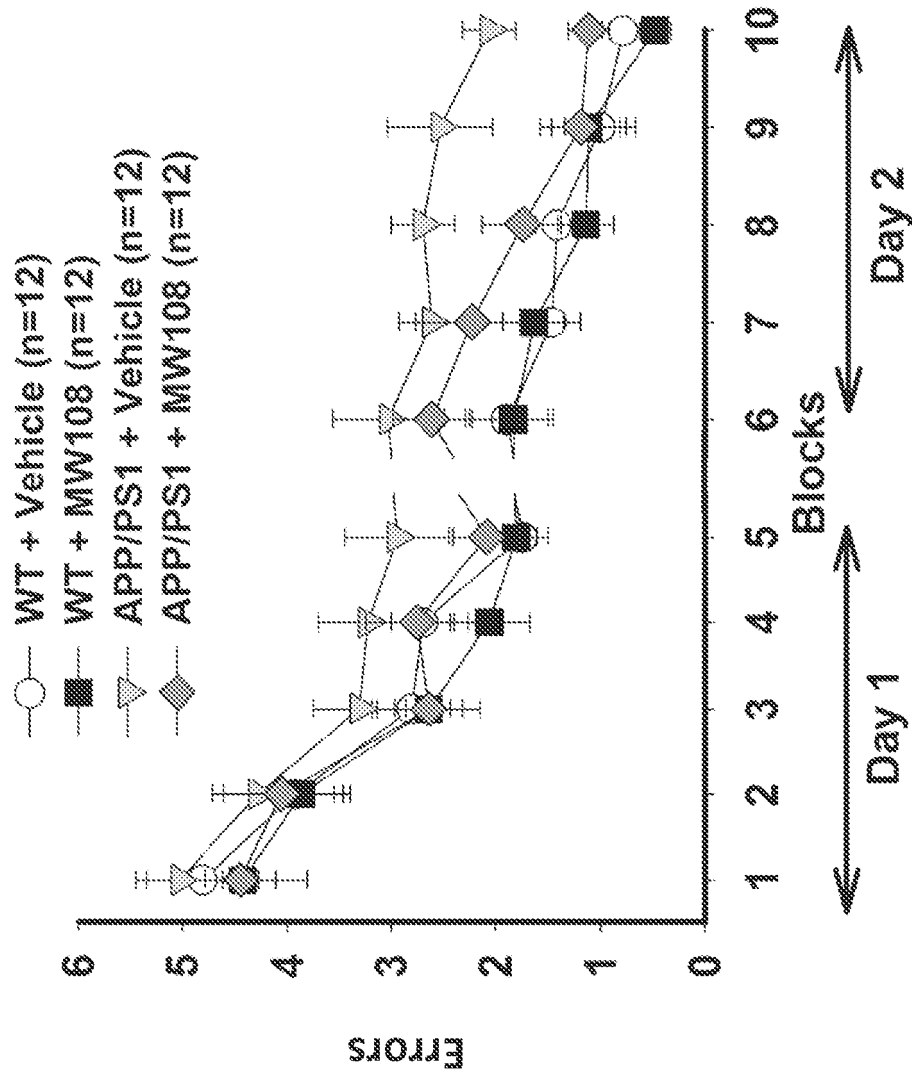 WT + Vehicle (n=12)
WT + MW108 (n=12)
APP/PS1 + Vehicle (n=12)
APP/PS1 + MW108 (n=12)
Errors
6
5
4
3
2
1
0
1 2 3 4 5 6 7 8 9 10
Blocks
Day 1 Day 2